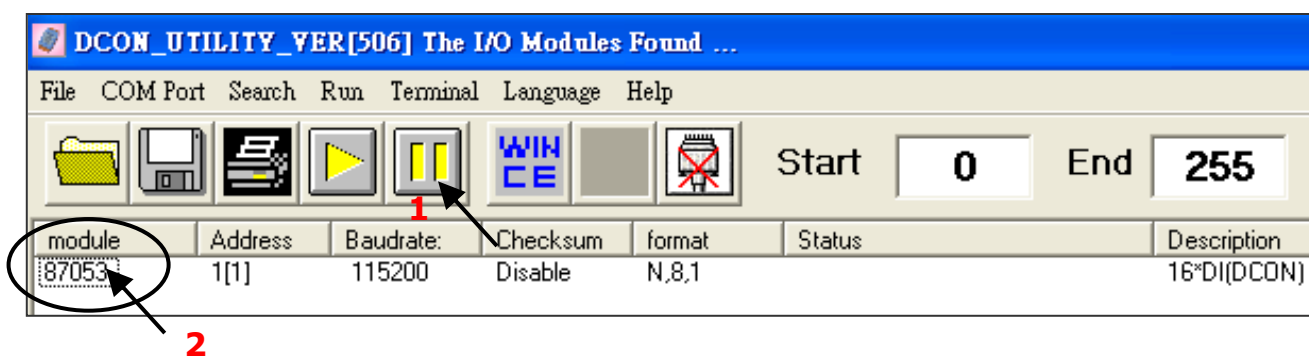 DCON_UTILITY_VER[506] The I/O Modules Found ...
File COM Port Search Run Terminal Language Help
WIN
CE
Start 0 End 255
1
module Address Baudrate: Checksum format Status Description
87053 1[1] 115200 Disable N,8,1 16*DI(DCON)
2